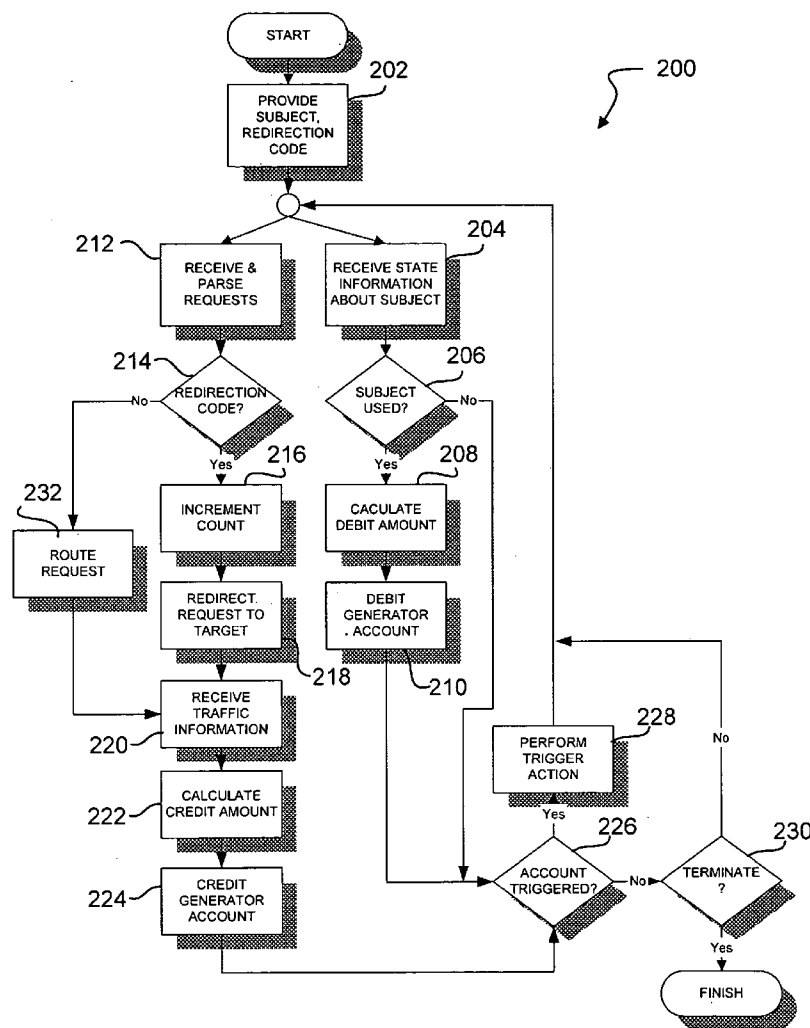 START
202
200
PROVIDE
SUBJECT,
REDIRECTION
CODE
212
RECEIVE &
PARSE
REQUESTS
204
RECEIVE STATE
INFORMATION
ABOUT SUBJECT
214
REDIRECTION
CODE?
No
Yes
206
SUBJECT
USED?
No
Yes
216
INCREMENT
COUNT
208
CACULATE
DEBIT AMOUNT
232
ROUTE
REQUEST
REDIRECT.
REQUEST TO
TARGET
218
DEBIT
GENERATOR
. ACCOUNT
210
RECEIVE
TRAFFIC
INFORMATION
220
228
PERFORM
TRIGGER
ACTION
No
Yes
222
CALCULATE
CREDIT AMOUNT
226
ACCOUNT
TRIGGERED?
No
230
TERMINATE
?
Yes
224
CREDIT
GENERATOR
ACCOUNT
FINISH